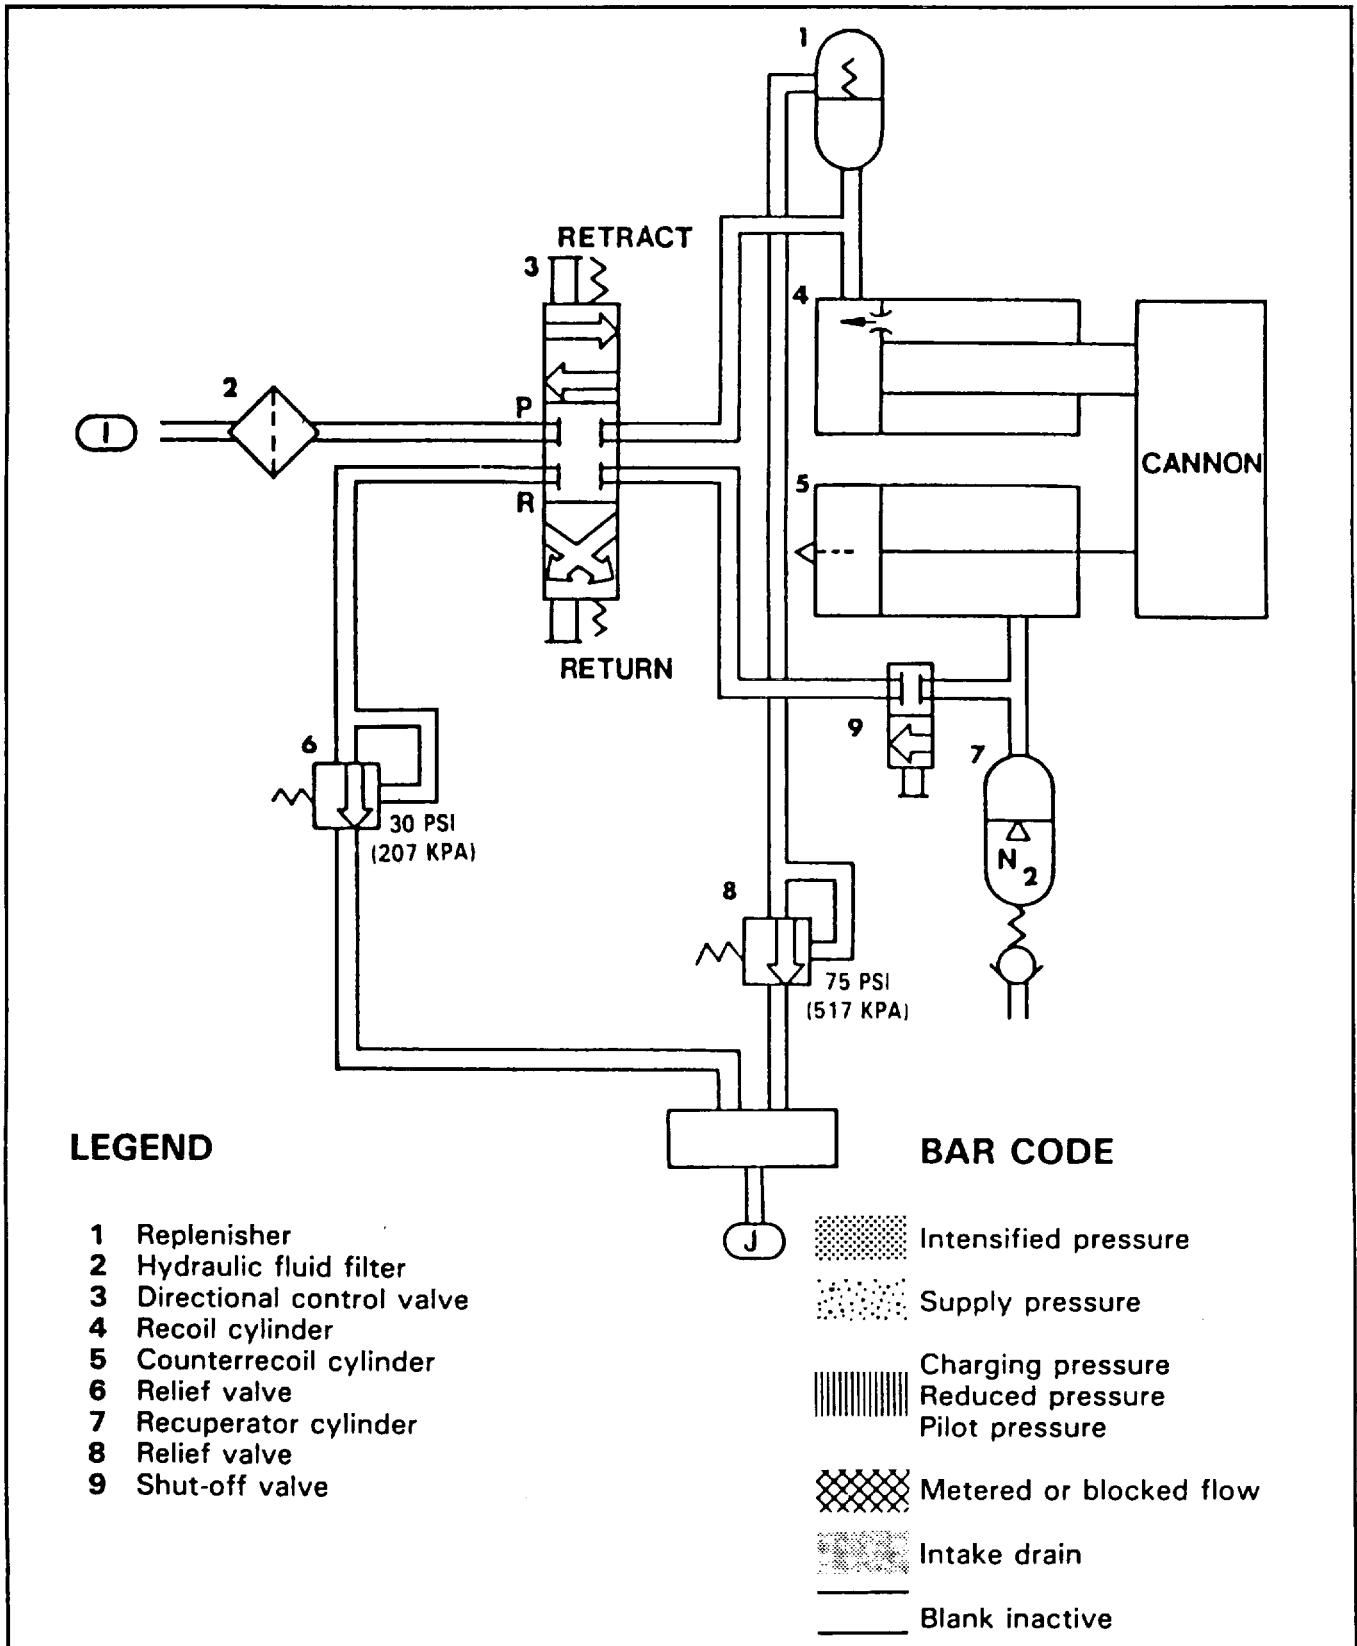 1
RETRACT
3
4
2
P
I
CANNON
5
R
RETURN
9
7
6
30 PSI
(207 KPA)
N2
8
75 PSI
(517 KPA)
J
LEGEND
1 Replenisher
2 Hydraulic fluid filter
3 Directional control valve
4 Recoil cylinder
5 Counterrecoil cylinder
6 Relief valve
7 Recuperator cylinder
8 Relief valve
9 Shut-off valve
BAR CODE
Intensified pressure
Supply pressure
Charging pressure
Reduced pressure
Pilot pressure
Metered or blocked flow
Intake drain
Blank inactive